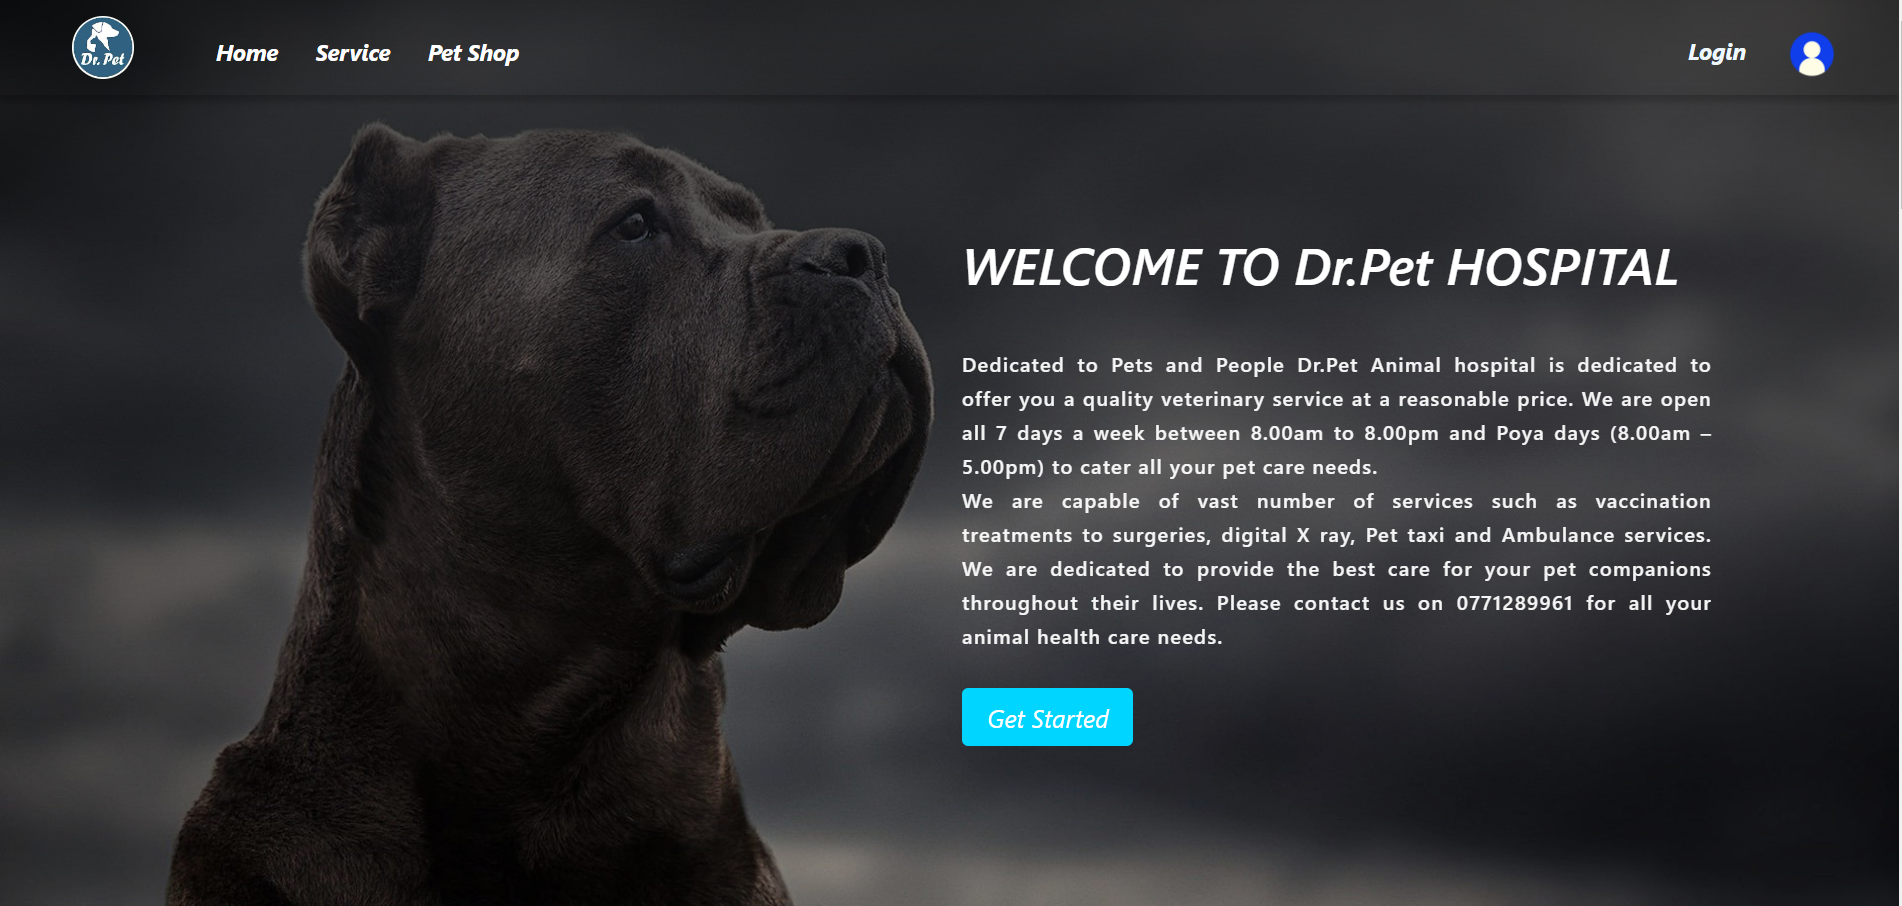 Dr. Pet
Home
Service
Pet Shop
Login
WELCOME TO Dr.Pet HOSPITAL
Dedicated to Pets and People Dr.Pet Animal hospital is dedicated to
offer you a quality veterinary service at a reasonable price. We are open
all 7 days a week between 8.00am to 8.00pm and Poya days (8.00am –
5.00pm) to cater all your pet care needs.
We are capable of vast number of services such as vaccination
treatments to surgeries, digital X ray, Pet taxi and Ambulance services.
We are dedicated to provide the best care for your pet companions
throughout their lives. Please contact us on 0771289961 for all your
animal health care needs.
Get Started